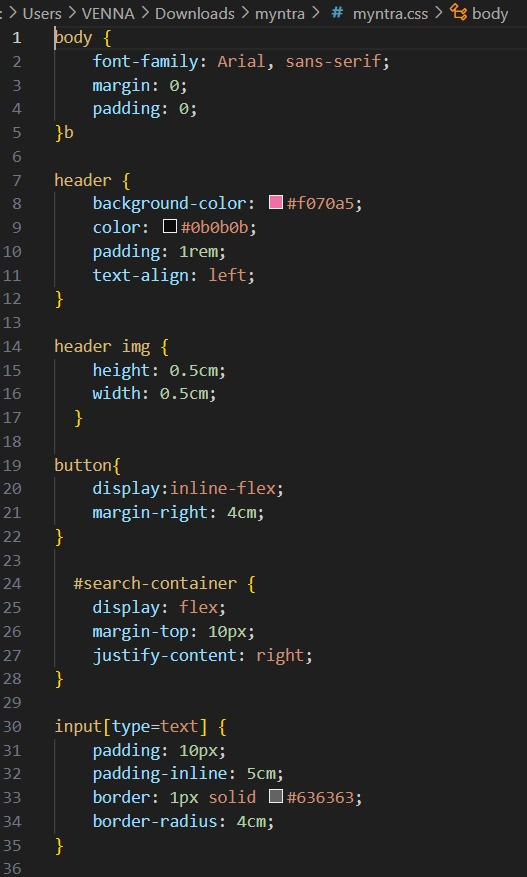 : > Users > VENNA > Downloads > myntra > # myntra.css > body
1 body {
2     font-family: Arial, sans-serif;
3     margin: 0;
4     padding: 0;
5 }b
6
7 header {
8     background-color: #f070a5;
9     color: #0b0b0b;
10     padding: 1rem;
11     text-align: left;
12 }
13
14 header img {
15     height: 0.5cm;
16     width: 0.5cm;
17   }
18
19 button{
20     display:inline-flex;
21     margin-right: 4cm;
22 }
23
24   #search-container {
25     display: flex;
26     margin-top: 10px;
27     justify-content: right;
28 }
29
30 input[type=text] {
31     padding: 10px;
32     padding-inline: 5cm;
33     border: 1px solid #636363;
34     border-radius: 4cm;
35 }
36